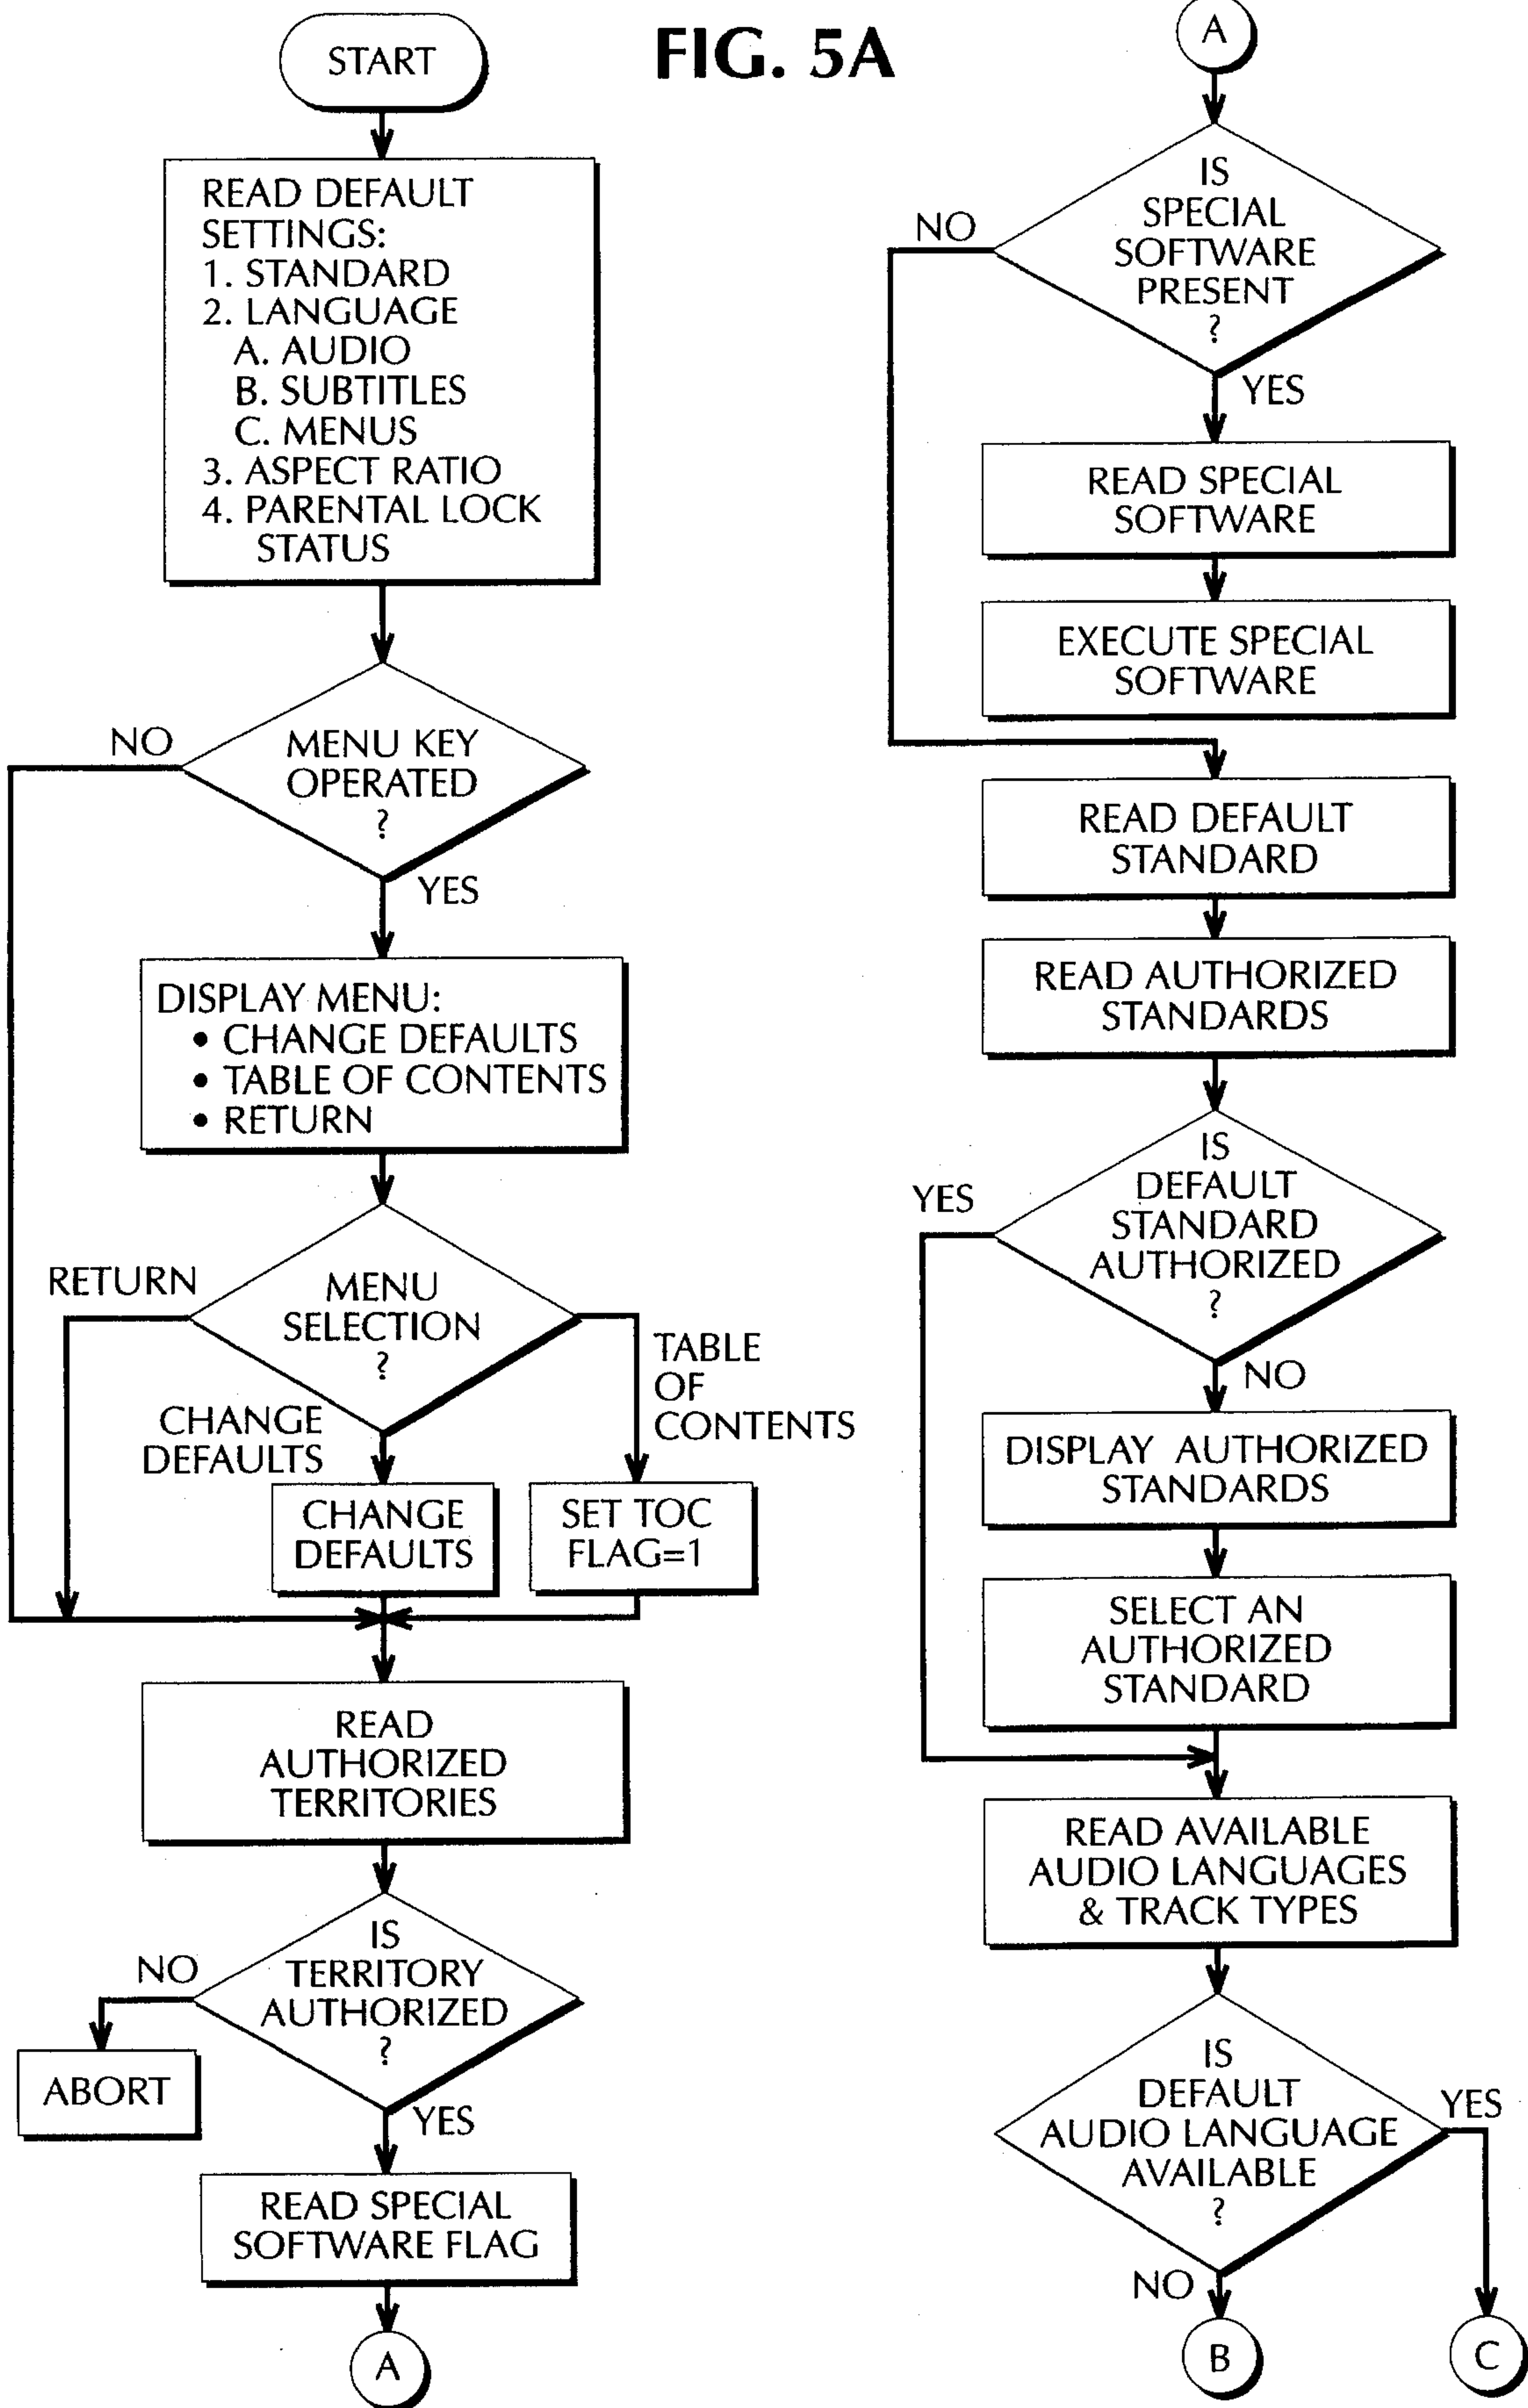 FIG. 5A
START
READ DEFAULT
SETTINGS:
1. STANDARD
2. LANGUAGE
A. AUDIO
B. SUBTITLES
C. MENUS
3. ASPECT RATIO
4. PARENTAL LOCK
STATUS
NO
MENU KEY
OPERATED
?
YES
DISPLAY MENU:
• CHANGE DEFAULTS
• TABLE OF CONTENTS
• RETURN
RETURN
MENU
SELECTION
?
TABLE
OF
CONTENTS
CHANGE
DEFAULTS
CHANGE
DEFAULTS
SET TOC
FLAG=1
READ
AUTHORIZED
TERRITORIES
NO
IS
TERRITORY
AUTHORIZED
?
ABORT
YES
READ SPECIAL
SOFTWARE FLAG
A
A
IS
SPECIAL
SOFTWARE
PRESENT
?
NO
YES
READ SPECIAL
SOFTWARE
EXECUTE SPECIAL
SOFTWARE
READ DEFAULT
STANDARD
READ AUTHORIZED
STANDARDS
YES
IS
DEFAULT
STANDARD
AUTHORIZED
?
NO
DISPLAY AUTHORIZED
STANDARDS
SELECT AN
AUTHORIZED
STANDARD
READ AVAILABLE
AUDIO LANGUAGES
& TRACK TYPES
IS
DEFAULT
AUDIO LANGUAGE
AVAILABLE
?
YES
NO
B
C